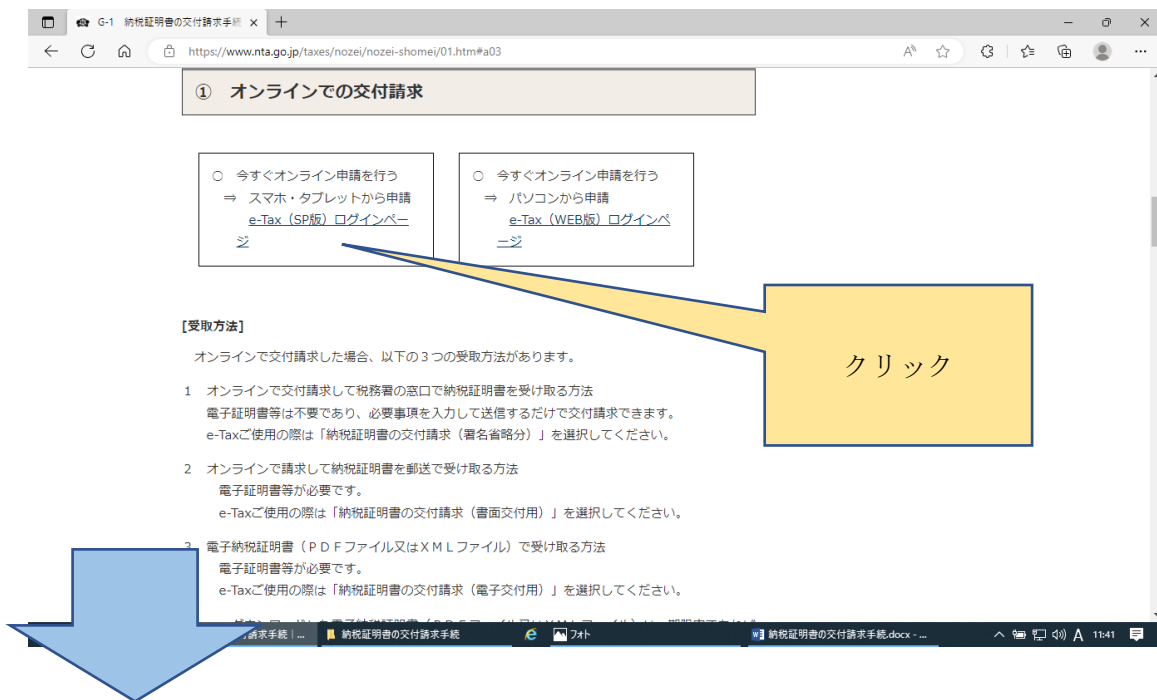 G-1 納税証明書の交付請求手続
https://www.nta.go.jp/taxes/nozei/nozei-shomei/01.htm#a03
① オンラインでの交付請求
○ 今すぐオンライン申請を行う
⇒ スマホ・タブレットから申請
e-Tax（SP版）ログインペー
ジ
○ 今すぐオンライン申請を行う
⇒ パソコンから申請
e-Tax（WEB版）ログインペ
ージ
クリック
[受取方法]
オンラインで交付請求した場合、以下の３つの受取方法があります。
1 オンラインで交付請求して税務署の窓口で納税証明書を受け取る方法
電子証明書等は不要であり、必要事項を入力して送信するだけで交付請求できます。
e-Taxご使用の際は「納税証明書の交付請求（署名省略分）」を選択してください。
2 オンラインで請求して納税証明書を郵送で受け取る方法
電子証明書等が必要です。
e-Taxご使用の際は「納税証明書の交付請求（書面交付用）」を選択してください。
3 電子納税証明書（ＰＤＦファイル又はＸＭＬファイル）で受け取る方法
電子証明書等が必要です。
e-Taxご使用の際は「納税証明書の交付請求（電子交付用）」を選択してください。
請求手続 | ...
納税証明書の交付請求手続
フォト
納税証明書の交付請求手続.docx - ...
A
11:41